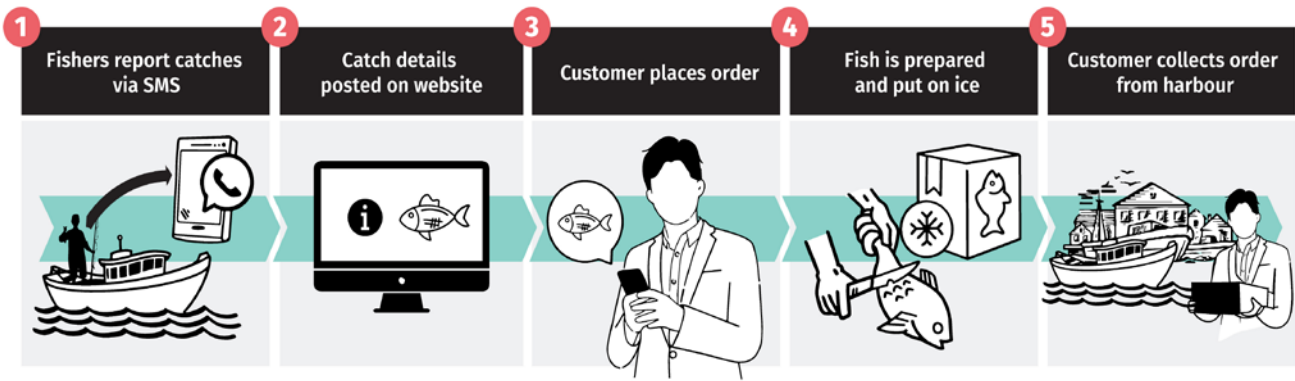 1
Fishers report catches
via SMS
2
Catch details
posted on website
3
Customer places order
4
Fish is prepared
and put on ice
5
Customer collects order
from harbour
i